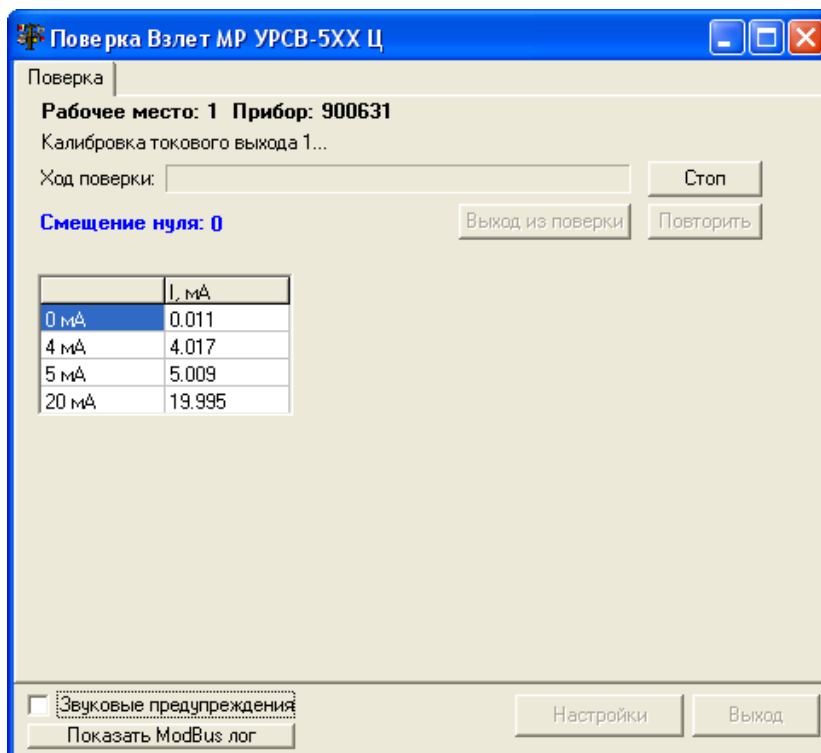 Поверка Взлет МР УРСВ-5XX Ц
Поверка
Рабочее место: 1 Прибор: 900631
Калибровка токового выхода 1...
Ход поверки: Стоп
Смещение нуля: 0 Выход из поверки Повторить
I, мА
0 мА 0.011
4 мА 4.017
5 мА 5.009
20 мА 19.995
Звуковые предупреждения
Настройки Выход
Показать ModBus лог